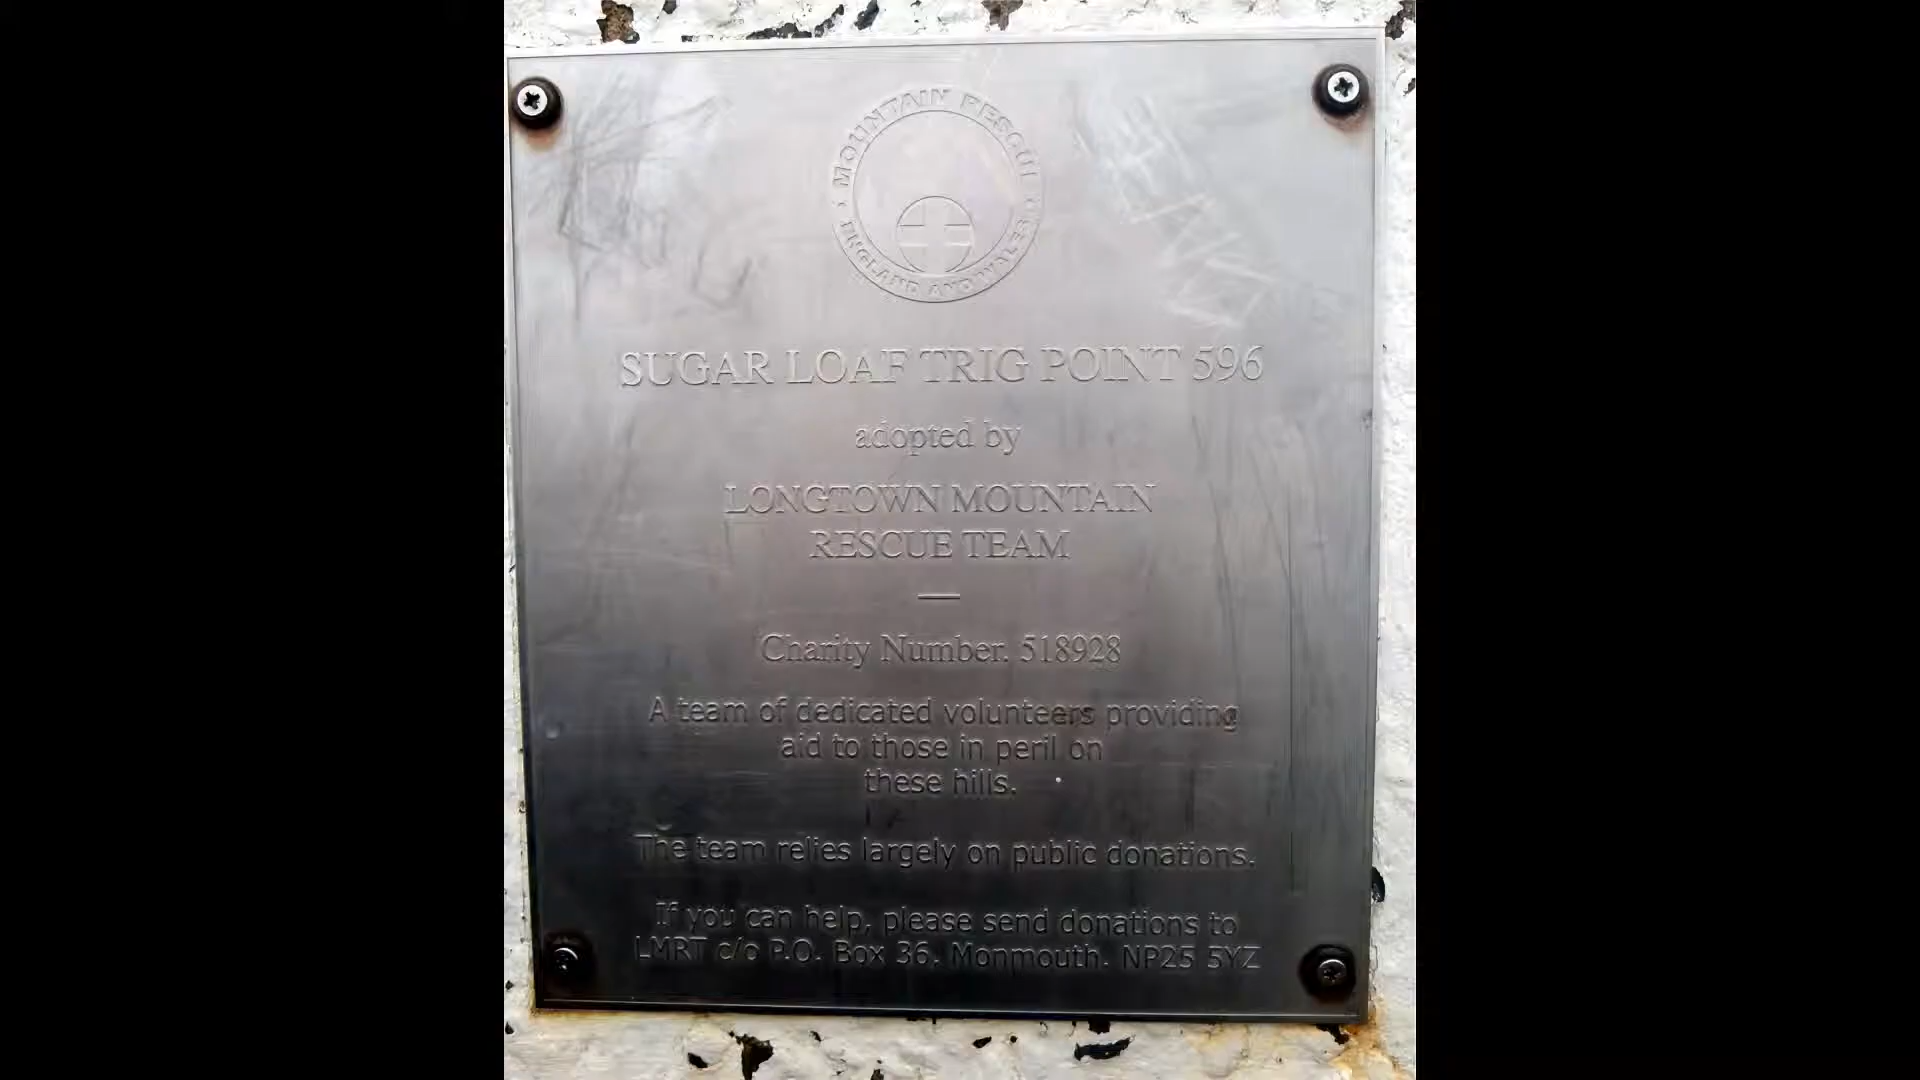 MOUNTAIN RESCUE
ENGLAND AND WALES
SUGAR LOAF TRIG POINT 596
adopted by
LONGTOWN MOUNTAIN
RESCUE TEAM
—
Charity Number. 518928
A team of dedicated volunteers providing
aid to those in peril on
these hills.
The team relies largely on public donations.
If you can help, please send donations to
LMRT c/o P.O. Box 36. Monmouth. NP25 5YZ